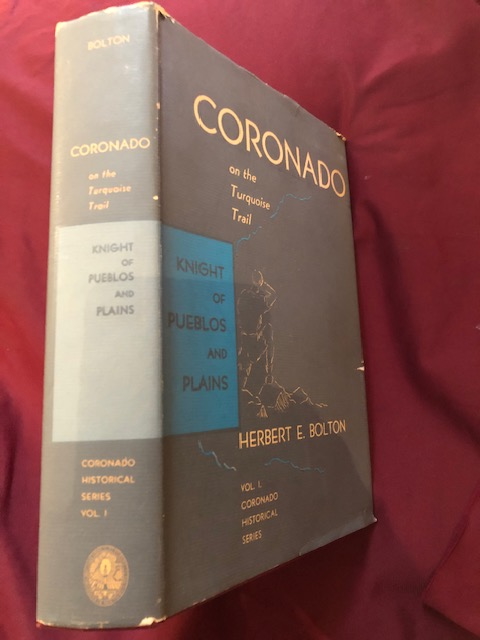 BOLTON
CORONADO
on the
Turquoise
Trail
KNIGHT
OF
PUEBLOS
AND
PLAINS
CORONADO
HISTORICAL
SERIES
VOL. I
CORONADO
on the
Turquoise
Trail
KNIGHT
OF
PUEBLOS
AND
PLAINS
HERBERT E. BOLTON
VOL. I.
CORONADO
HISTORICAL
SERIES